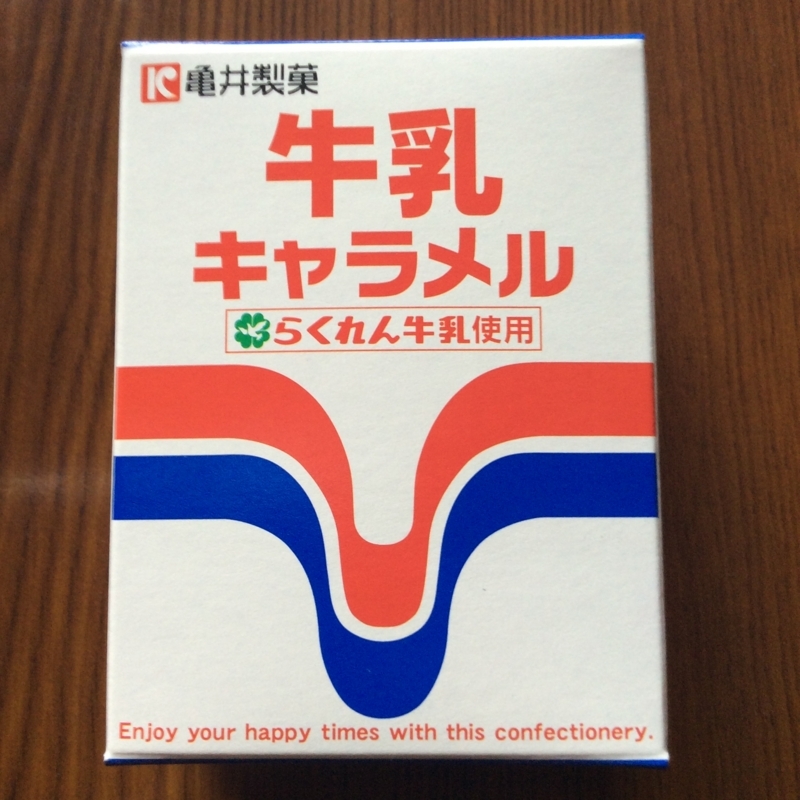 亀井製菓
牛乳
キャラメル
らくれん牛乳使用
Enjoy your happy times with this confectionery.